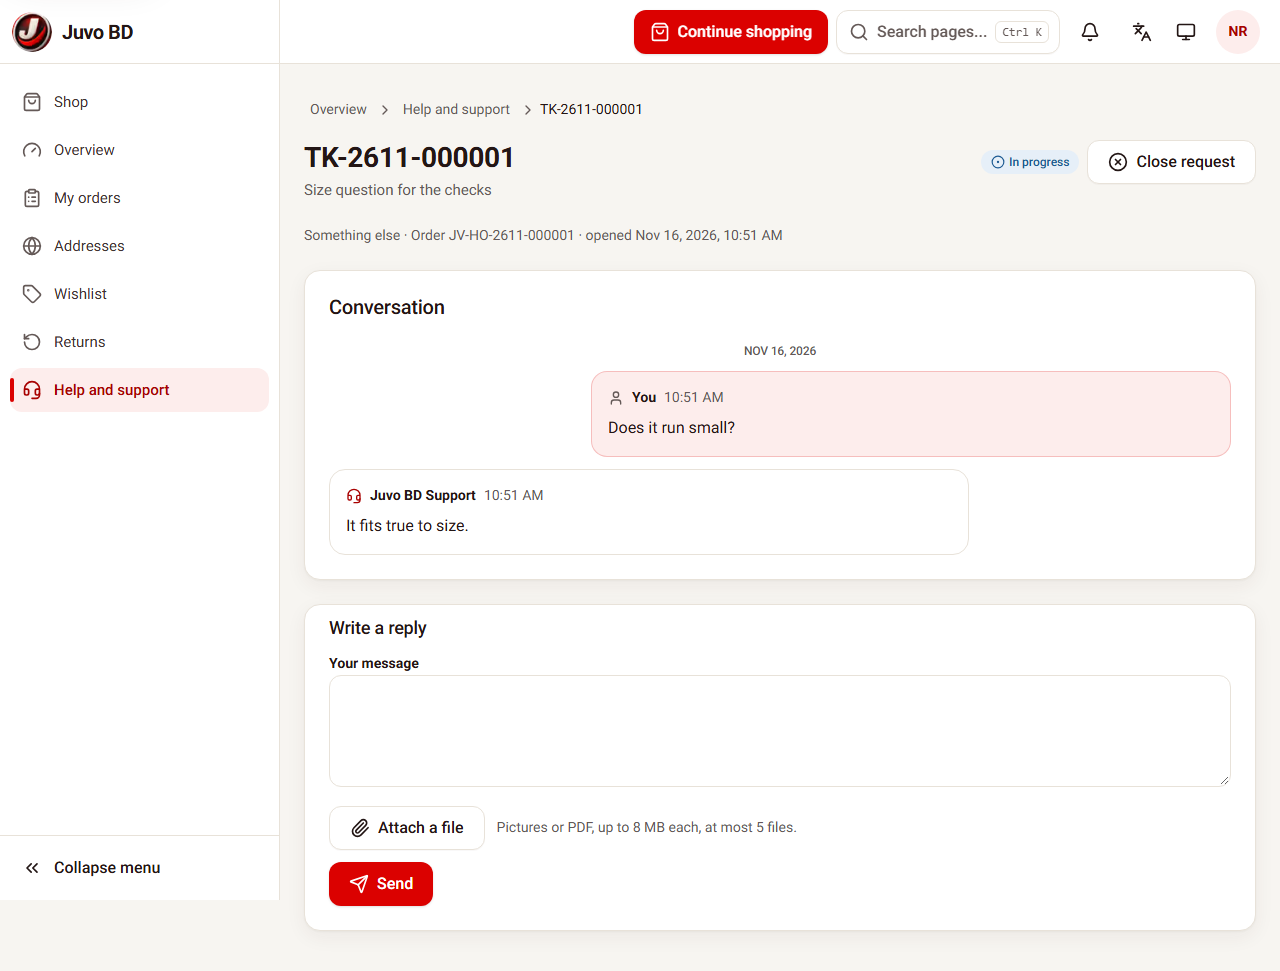 Juvo BD
Continue shopping
Search pages...
Ctrl K
NR
Shop
Overview
My orders
Addresses
Wishlist
Returns
Help and support
Collapse menu
Overview > Help and support > TK-2611-000001
TK-2611-000001
In progress
Close request
Size question for the checks
Something else · Order JV-HO-2611-000001 · opened Nov 16, 2026, 10:51 AM
Conversation
NOV 16, 2026
You 10:51 AM
Does it run small?
Juvo BD Support 10:51 AM
It fits true to size.
Write a reply
Your message
Attach a file
Pictures or PDF, up to 8 MB each, at most 5 files.
Send